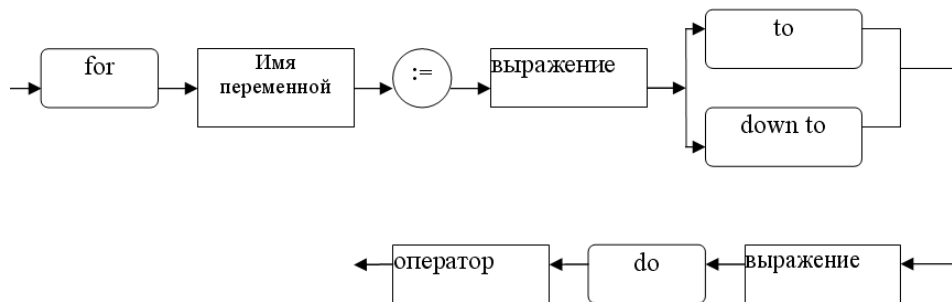 for
Имя
переменной
:=
выражение
to
down to
выражение
do
оператор